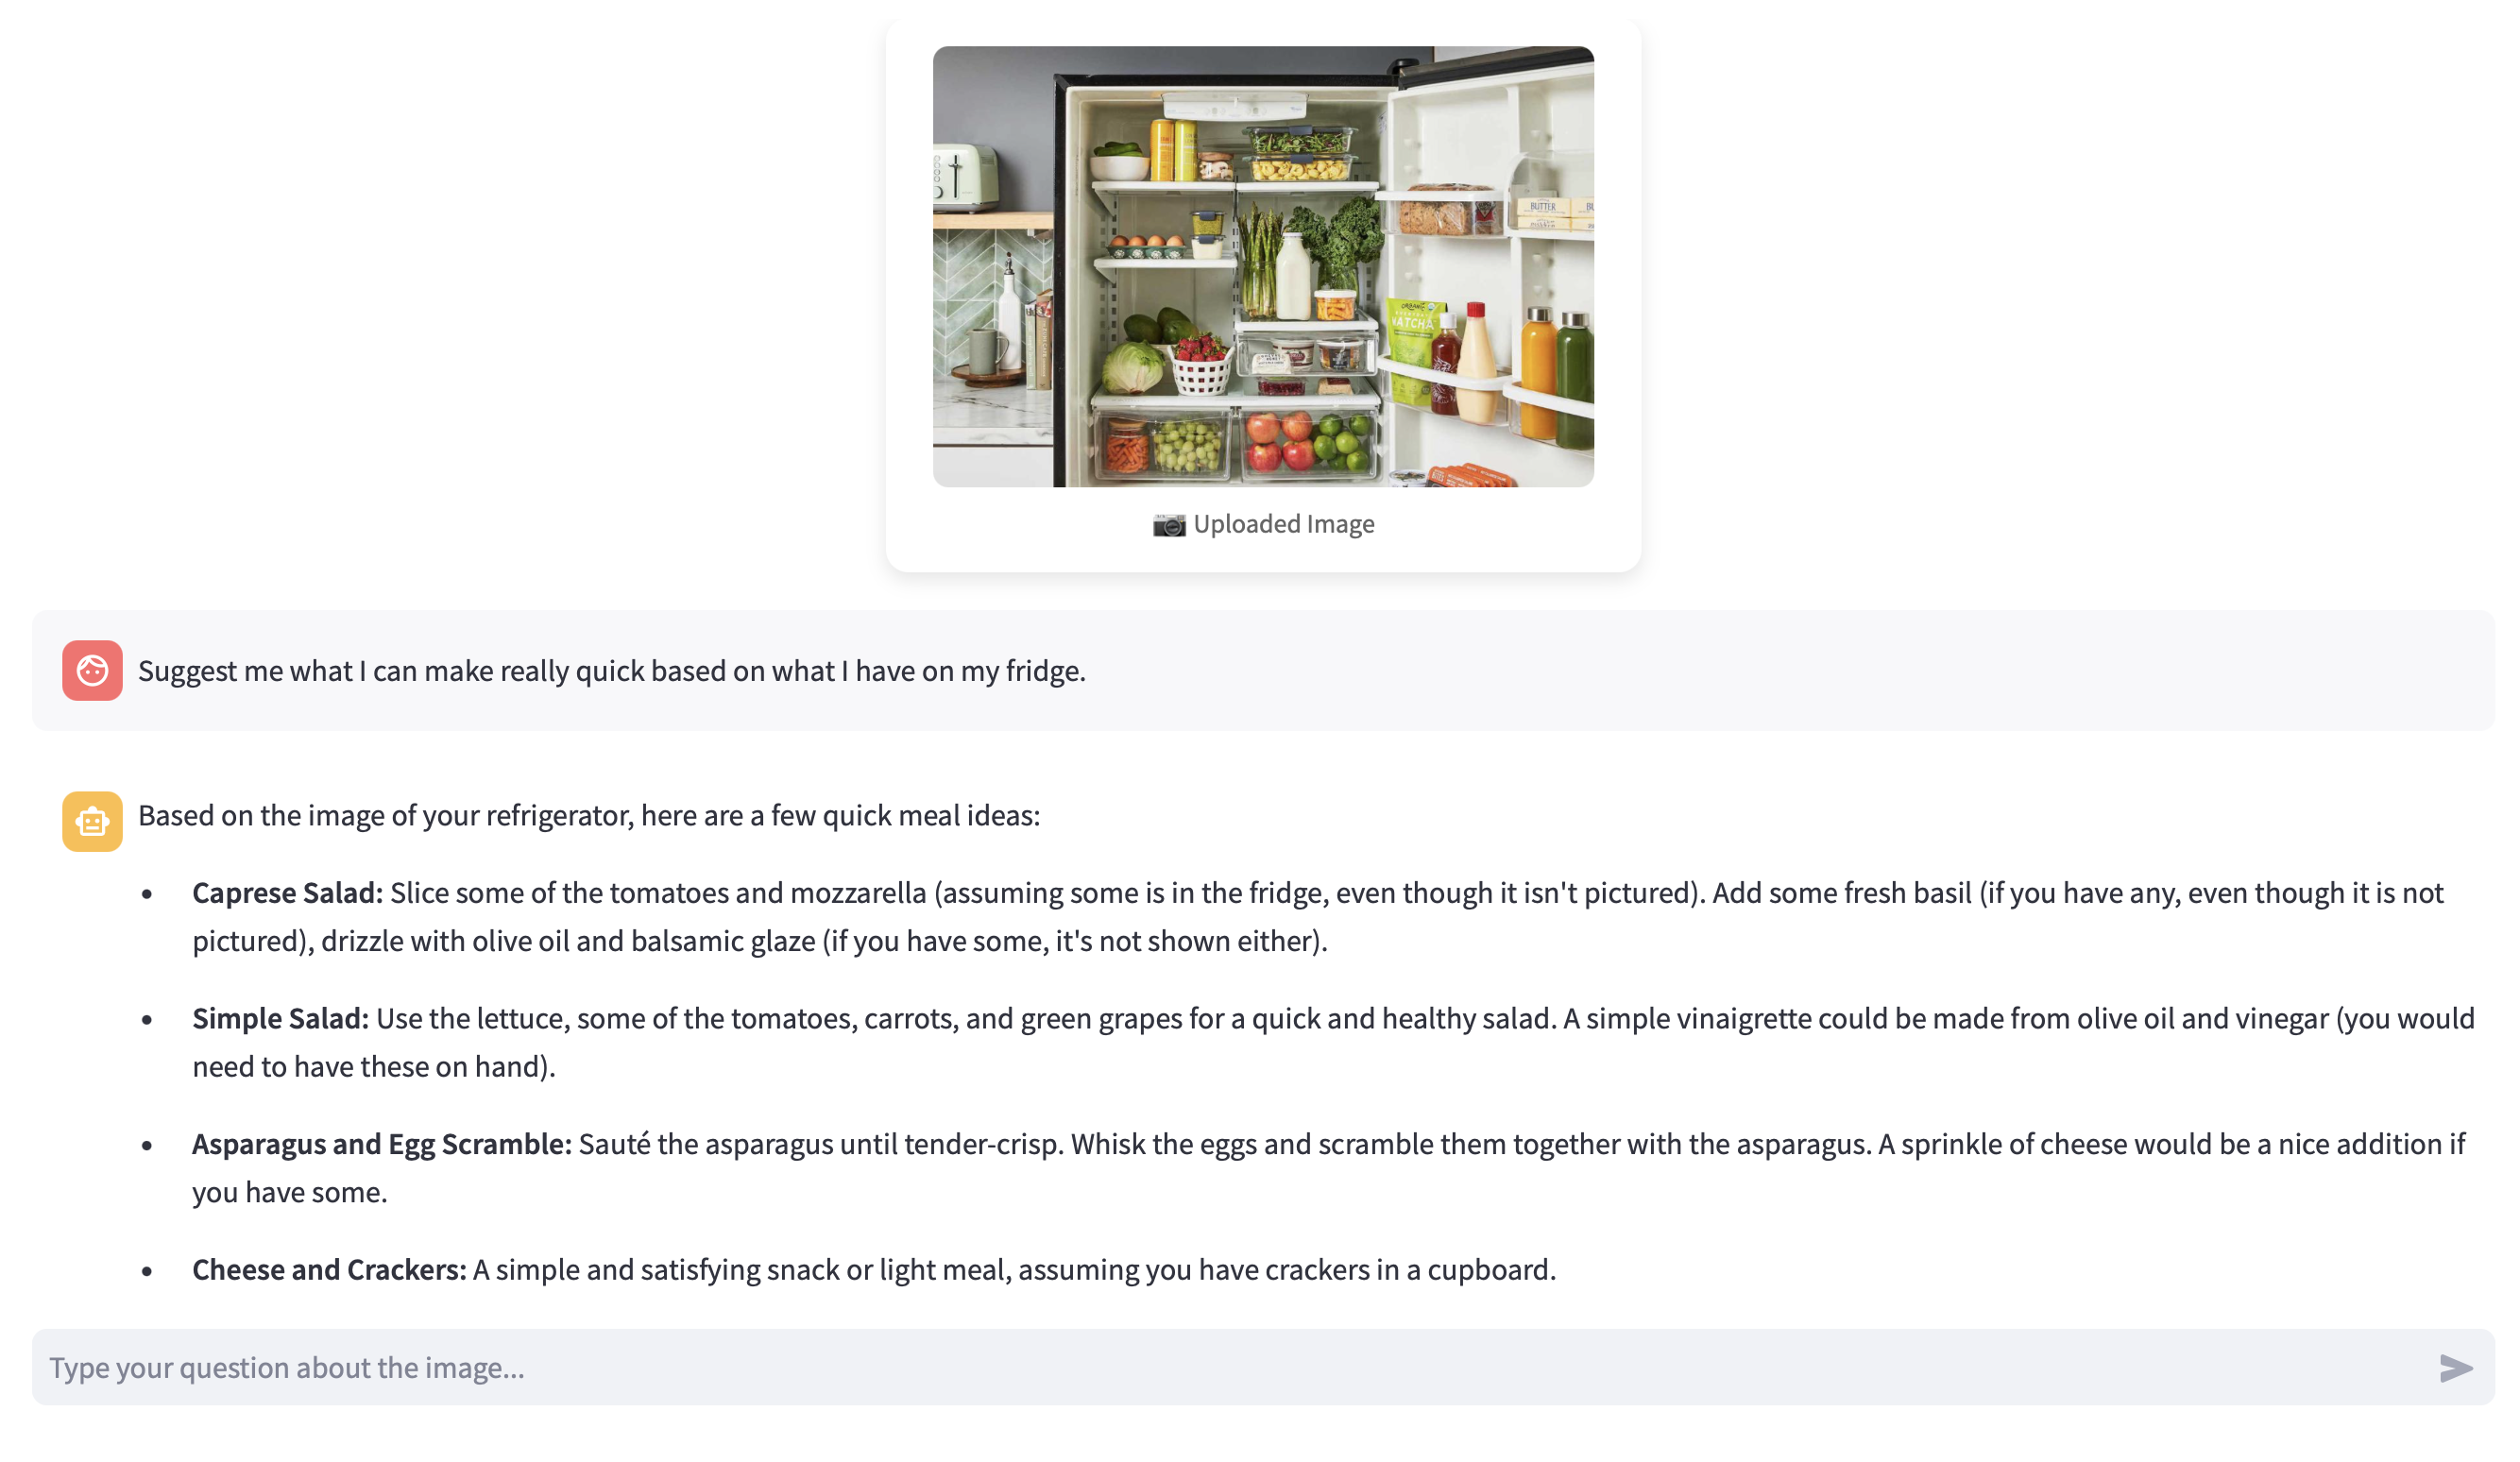 BUTTER
ORGANIC
MATCHA
📷 Uploaded Image
Suggest me what I can make really quick based on what I have on my fridge.
Based on the image of your refrigerator, here are a few quick meal ideas:
• Caprese Salad: Slice some of the tomatoes and mozzarella (assuming some is in the fridge, even though it isn't pictured). Add some fresh basil (if you have any, even though it is not
pictured), drizzle with olive oil and balsamic glaze (if you have some, it's not shown either).
• Simple Salad: Use the lettuce, some of the tomatoes, carrots, and green grapes for a quick and healthy salad. A simple vinaigrette could be made from olive oil and vinegar (you would
need to have these on hand).
• Asparagus and Egg Scramble: Sauté the asparagus until tender-crisp. Whisk the eggs and scramble them together with the asparagus. A sprinkle of cheese would be a nice addition if
you have some.
• Cheese and Crackers: A simple and satisfying snack or light meal, assuming you have crackers in a cupboard.
Type your question about the image...